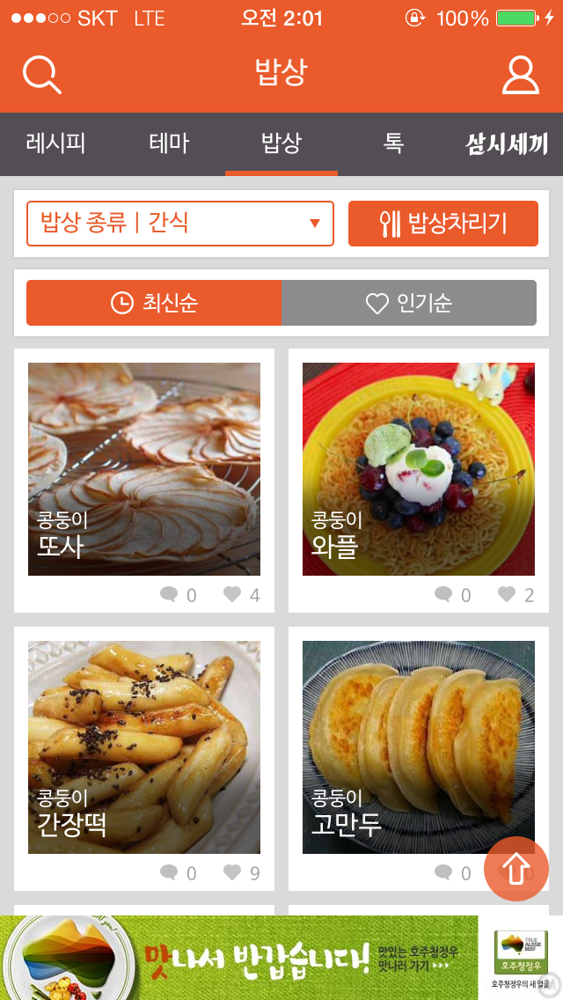 SKT LTE 오전 2:01 100%
밥상
레시피 테마 밥상 톡 삼시세끼
밥상 종류 | 간식 밥상차리기
최신순 인기순
콩둥이
또사
0 4
콩둥이
와플
0 2
콩둥이
간장떡
0 9
콩둥이
고만두
0 0
맛나서 반갑습니다!
맛있는 호주청정우
맛나러 가기
TRUE
AUSSIE
BEEF
호주청정우
호주청정우의 새 얼굴